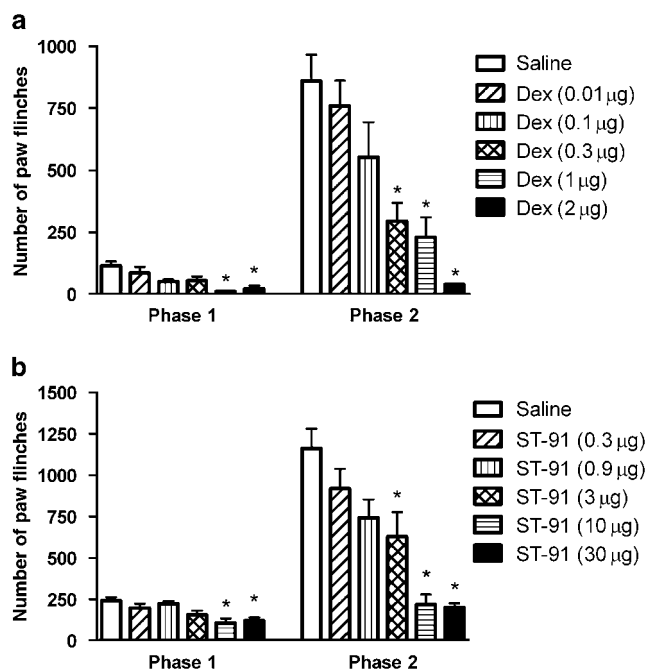 a
Number of paw flinches
1000
750
500
250
0
* * * * *
Phase 1 Phase 2
Saline
Dex (0.01 µg)
Dex (0.1 µg)
Dex (0.3 µg)
Dex (1 µg)
Dex (2 µg)
b
Number of paw flinches
1500
1250
1000
750
500
250
0
* * * * *
Phase 1 Phase 2
Saline
ST-91 (0.3 µg)
ST-91 (0.9 µg)
ST-91 (3 µg)
ST-91 (10 µg)
ST-91 (30 µg)